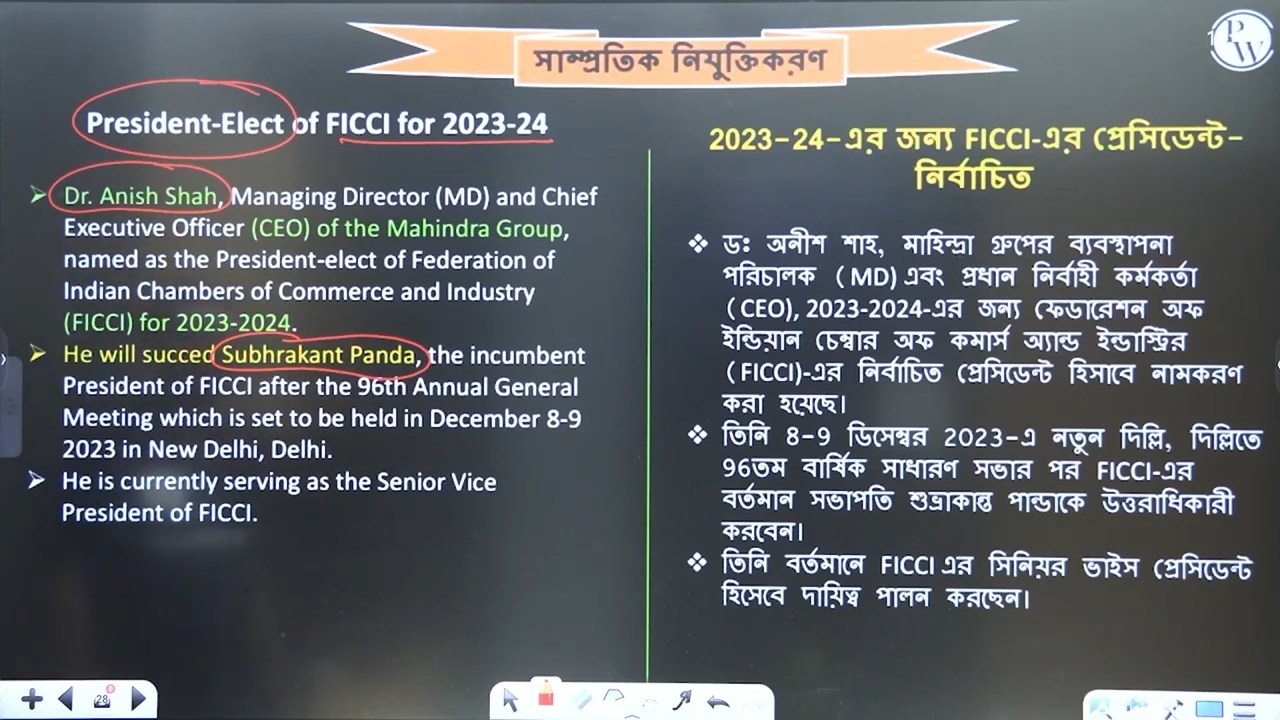 সাম্প্রতিক নিযুক্তিকরণ
PW
President-Elect of FICCI for 2023-24
➢ Dr. Anish Shah, Managing Director (MD) and Chief
Executive Officer (CEO) of the Mahindra Group,
named as the President-elect of Federation of
Indian Chambers of Commerce and Industry
(FICCI) for 2023-2024.
➢ He will succed Subhrakant Panda, the incumbent
President of FICCI after the 96th Annual General
Meeting which is set to be held in December 8-9
2023 in New Delhi, Delhi.
➢ He is currently serving as the Senior Vice
President of FICCI.
2023-24-এর জন্য FICCI-এর প্রেসিডেন্ট-
নির্বাচিত
❖ ডঃ অনীশ শাহ, মাহিন্দ্রা গ্রুপের ব্যবস্থাপনা
পরিচালক (MD) এবং প্রধান নির্বাহী কর্মকর্তা
(CEO), 2023-2024-এর জন্য ফেডারেশন অফ
ইন্ডিয়ান চেম্বার অফ কমার্স অ্যান্ড ইন্ডাস্ট্রির
(FICCI)-এর নির্বাচিত প্রেসিডেন্ট হিসাবে নামকরণ
করা হয়েছে।
❖ তিনি 8-9 ডিসেম্বর 2023-এ নতুন দিল্লি, দিল্লিতে
96তম বার্ষিক সাধারণ সভার পর FICCI-এর
বর্তমান সভাপতি শুভ্রাকান্ত পান্ডাকে উত্তরাধিকারী
করবেন।
❖ তিনি বর্তমানে FICCI এর সিনিয়র ভাইস প্রেসিডেন্ট
হিসেবে দায়িত্ব পালন করছেন।
28